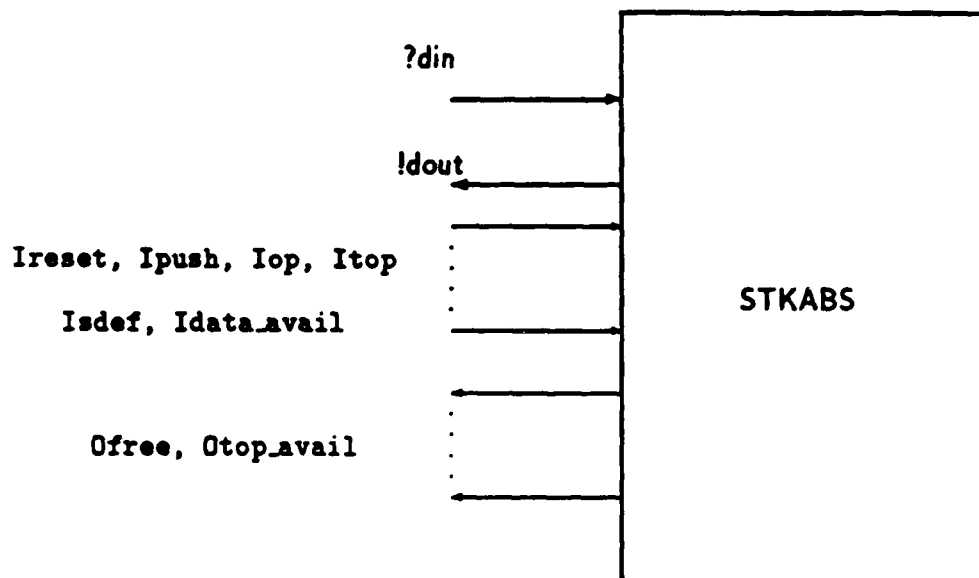 ?din
!dout
Ireset, Ipush, Iop, Itop
Isdef, Idata_avail
STKABS
Ofree, Otop_avail